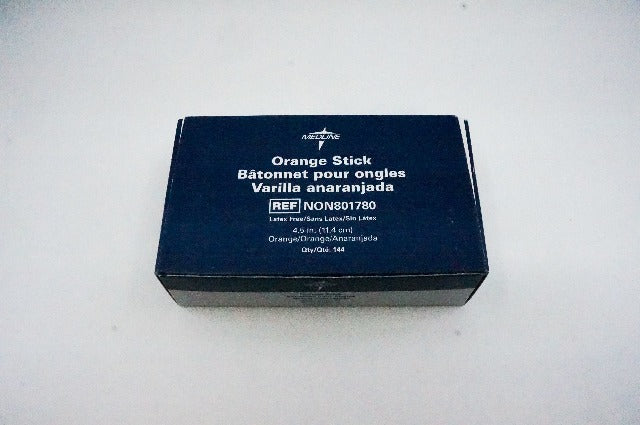 MEDLINE
Orange Stick
Bâtonnet pour ongles
Varilla anaranjada
REF NON801780
Latex Free/Sans Latex/Sin Látex
4.5 in. (11.4 cm)
Orange/Orange/Anaranjada
Qty/Qté: 144